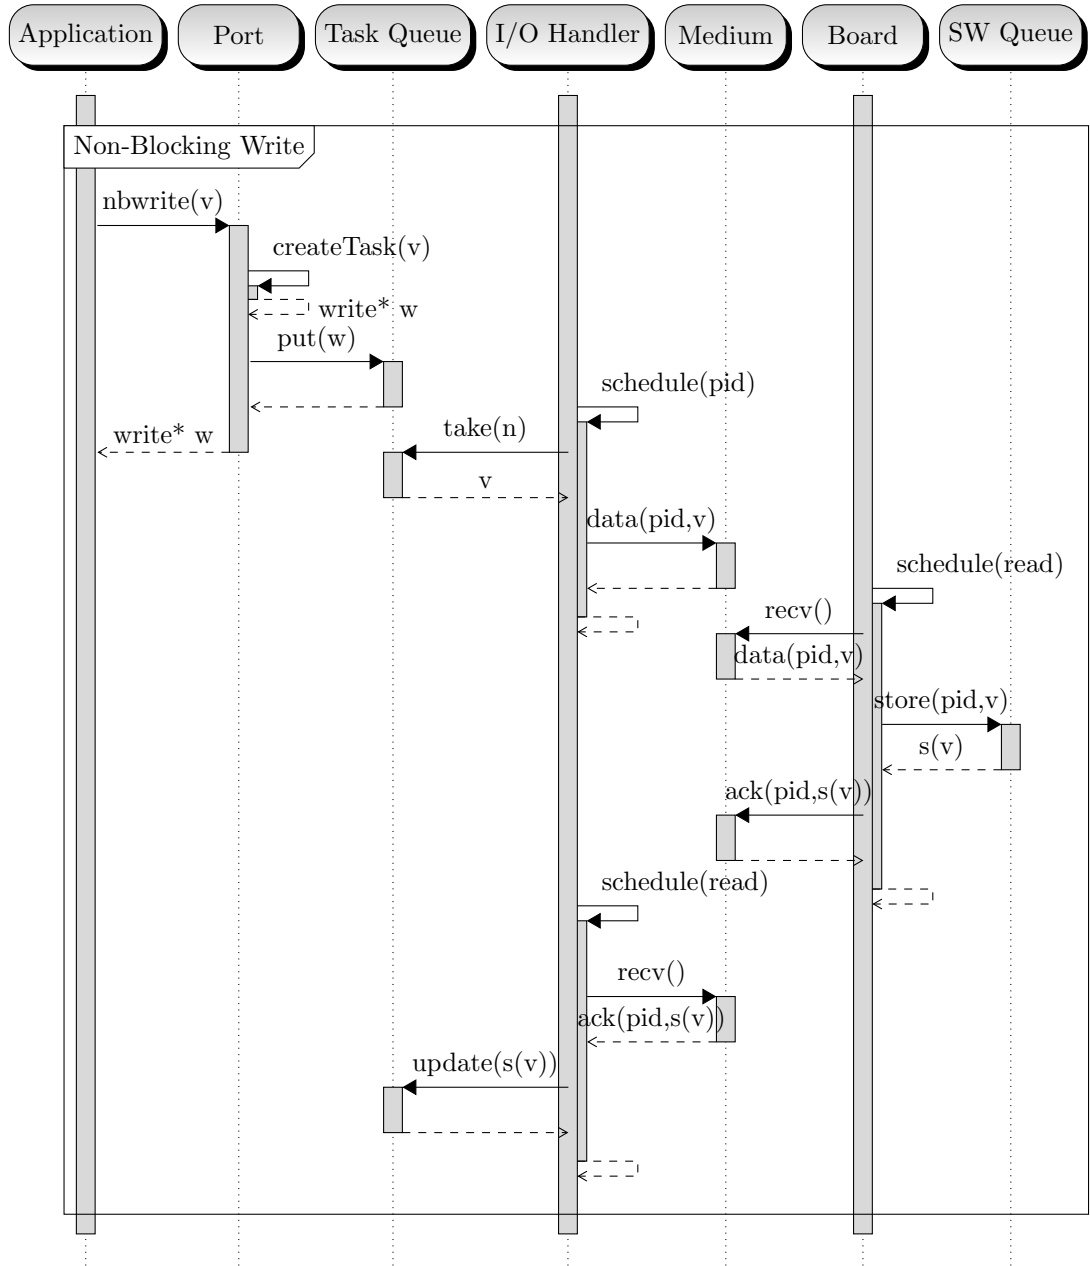 Application
Port
Task Queue
I/O Handler
Medium
Board
SW Queue
Non-Blocking Write
nbwrite(v)
createTask(v)
write* w
put(w)
schedule(pid)
write* w
take(n)
v
data(pid,v)
schedule(read)
recv()
data(pid,v)
store(pid,v)
s(v)
ack(pid,s(v))
schedule(read)
recv()
ack(pid,s(v))
update(s(v))